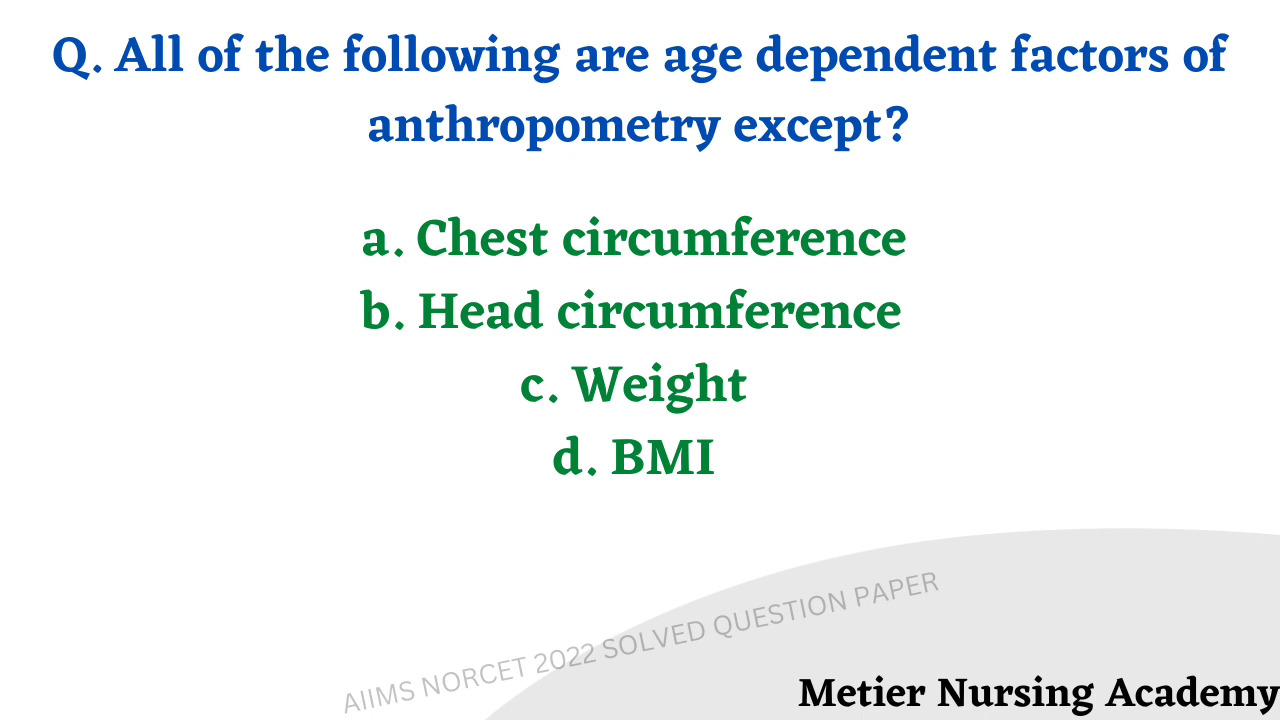 Q. All of the following are age dependent factors of
anthropometry except?
a. Chest circumference
b. Head circumference
c. Weight
d. BMI
AIIMS NORCET 2022 SOLVED QUESTION PAPER
Metier Nursing Academy